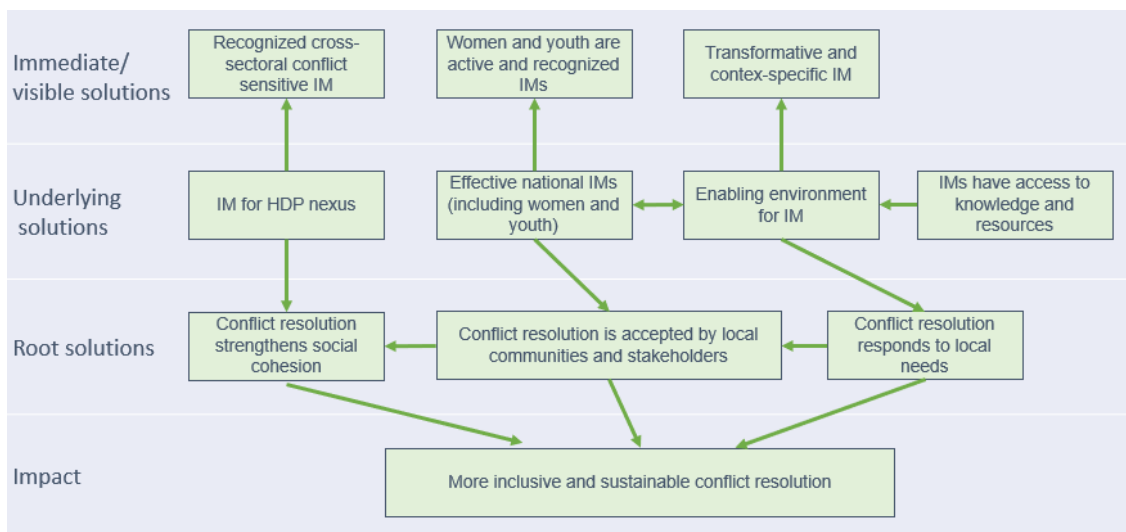 Immediate/
visible solutions
Recognized cross-
sectoral conflict
sensitive IM
Women and youth are
active and recognized
IMs
Transformative and
contex-specific IM
Underlying
solutions
IM for HDP nexus
Effective national IMs
(including women and
youth)
Enabling environment
for IM
IMs have access to
knowledge and
resources
Root solutions
Conflict resolution
strengthens social
cohesion
Conflict resolution is accepted by local
communities and stakeholders
Conflict resolution
responds to local
needs
Impact
More inclusive and sustainable conflict resolution